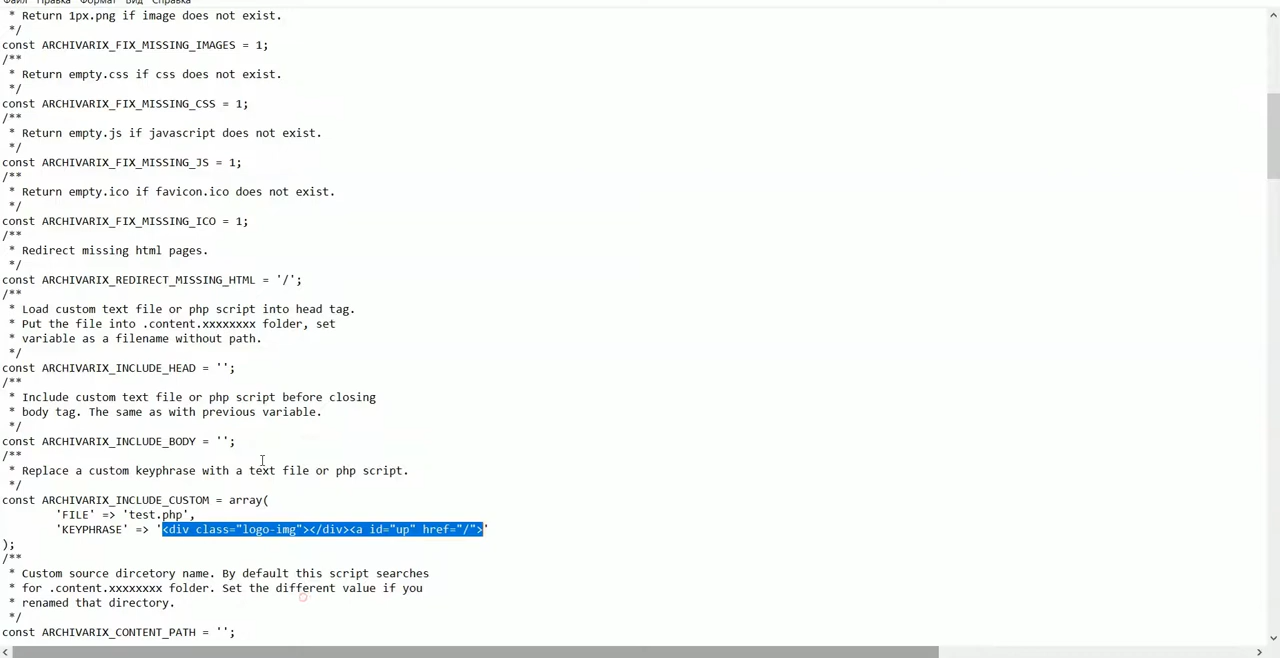 Файл Правка Формат Вид Справка
* Return 1px.png if image does not exist.
*/
const ARCHIVARIX_FIX_MISSING_IMAGES = 1;
/**
* Return empty.css if css does not exist.
*/
const ARCHIVARIX_FIX_MISSING_CSS = 1;
/**
* Return empty.js if javascript does not exist.
*/
const ARCHIVARIX_FIX_MISSING_JS = 1;
/**
* Return empty.ico if favicon.ico does not exist.
*/
const ARCHIVARIX_FIX_MISSING_ICO = 1;
/**
* Redirect missing html pages.
*/
const ARCHIVARIX_REDIRECT_MISSING_HTML = '/';
/**
* Load custom text file or php script into head tag.
* Put the file into .content.xxxxxxxx folder, set
* variable as a filename without path.
*/
const ARCHIVARIX_INCLUDE_HEAD = '';
/**
* Include custom text file or php script before closing
* body tag. The same as with previous variable.
*/
const ARCHIVARIX_INCLUDE_BODY = '';
/**
* Replace a custom keyphrase with a text file or php script.
*/
const ARCHIVARIX_INCLUDE_CUSTOM = array(
'FILE' => 'test.php',
'KEYPHRASE' => '<div class="logo-img"></div><a id="up" href="/">'
);
/**
* Custom source dircetory name. By default this script searches
* for .content.xxxxxxxx folder. Set the different value if you
* renamed that directory.
*/
const ARCHIVARIX_CONTENT_PATH = '';